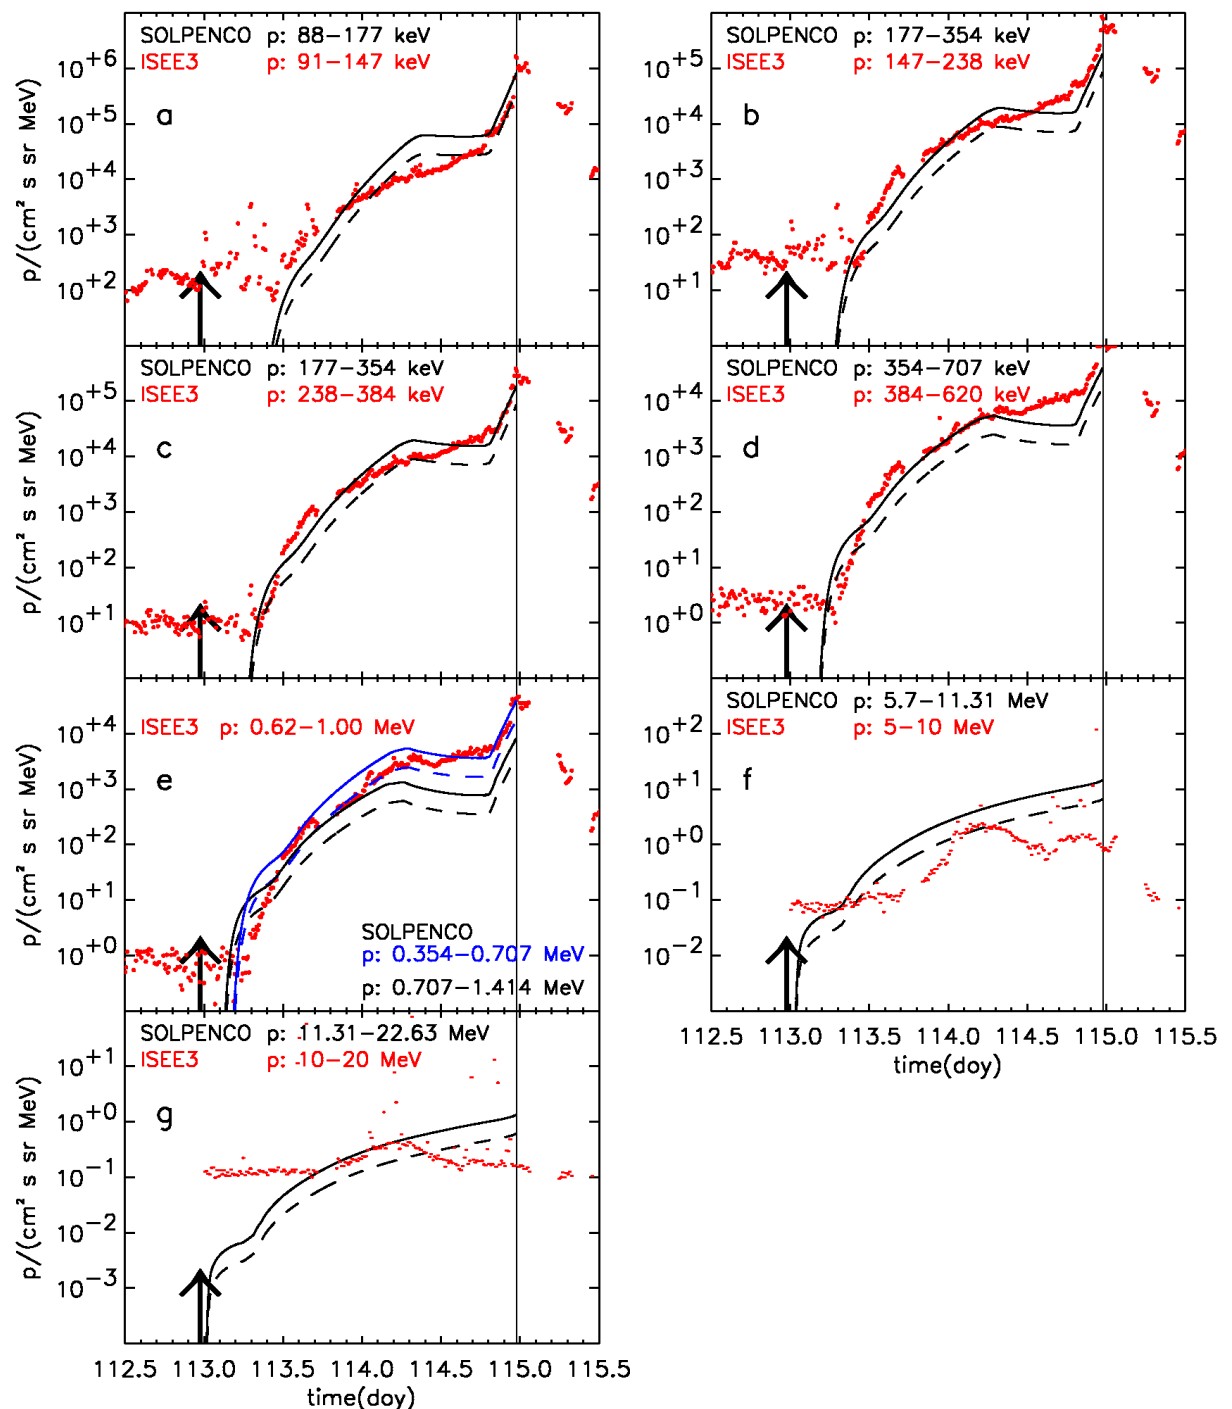 SOLPENCO p: 88−177 keV
ISEE3 p: 91−147 keV
a
p/(cm² s sr MeV)
10+6
10+5
10+4
10+3
10+2
SOLPENCO p: 177−354 keV
ISEE3 p: 147−238 keV
b
10+5
10+4
10+3
10+2
10+1
SOLPENCO p: 177−354 keV
ISEE3 p: 238−384 keV
c
p/(cm² s sr MeV)
10+5
10+4
10+3
10+2
10+1
SOLPENCO p: 354−707 keV
ISEE3 p: 384−620 keV
d
10+4
10+3
10+2
10+1
10+0
ISEE3 p: 0.62−1.00 MeV
e
p/(cm² s sr MeV)
10+4
10+3
10+2
10+1
10+0
SOLPENCO
p: 0.354−0.707 MeV
p: 0.707−1.414 MeV
SOLPENCO p: 5.7−11.31 MeV
ISEE3 p: 5−10 MeV
f
10+2
10+1
10+0
10−1
10−2
112.5 113.0 113.5 114.0 114.5 115.0 115.5
time(doy)
SOLPENCO p: 11.31−22.63 MeV
ISEE3 p: 10−20 MeV
g
p/(cm² s sr MeV)
10+1
10+0
10−1
10−2
10−3
112.5 113.0 113.5 114.0 114.5 115.0 115.5
time(doy)